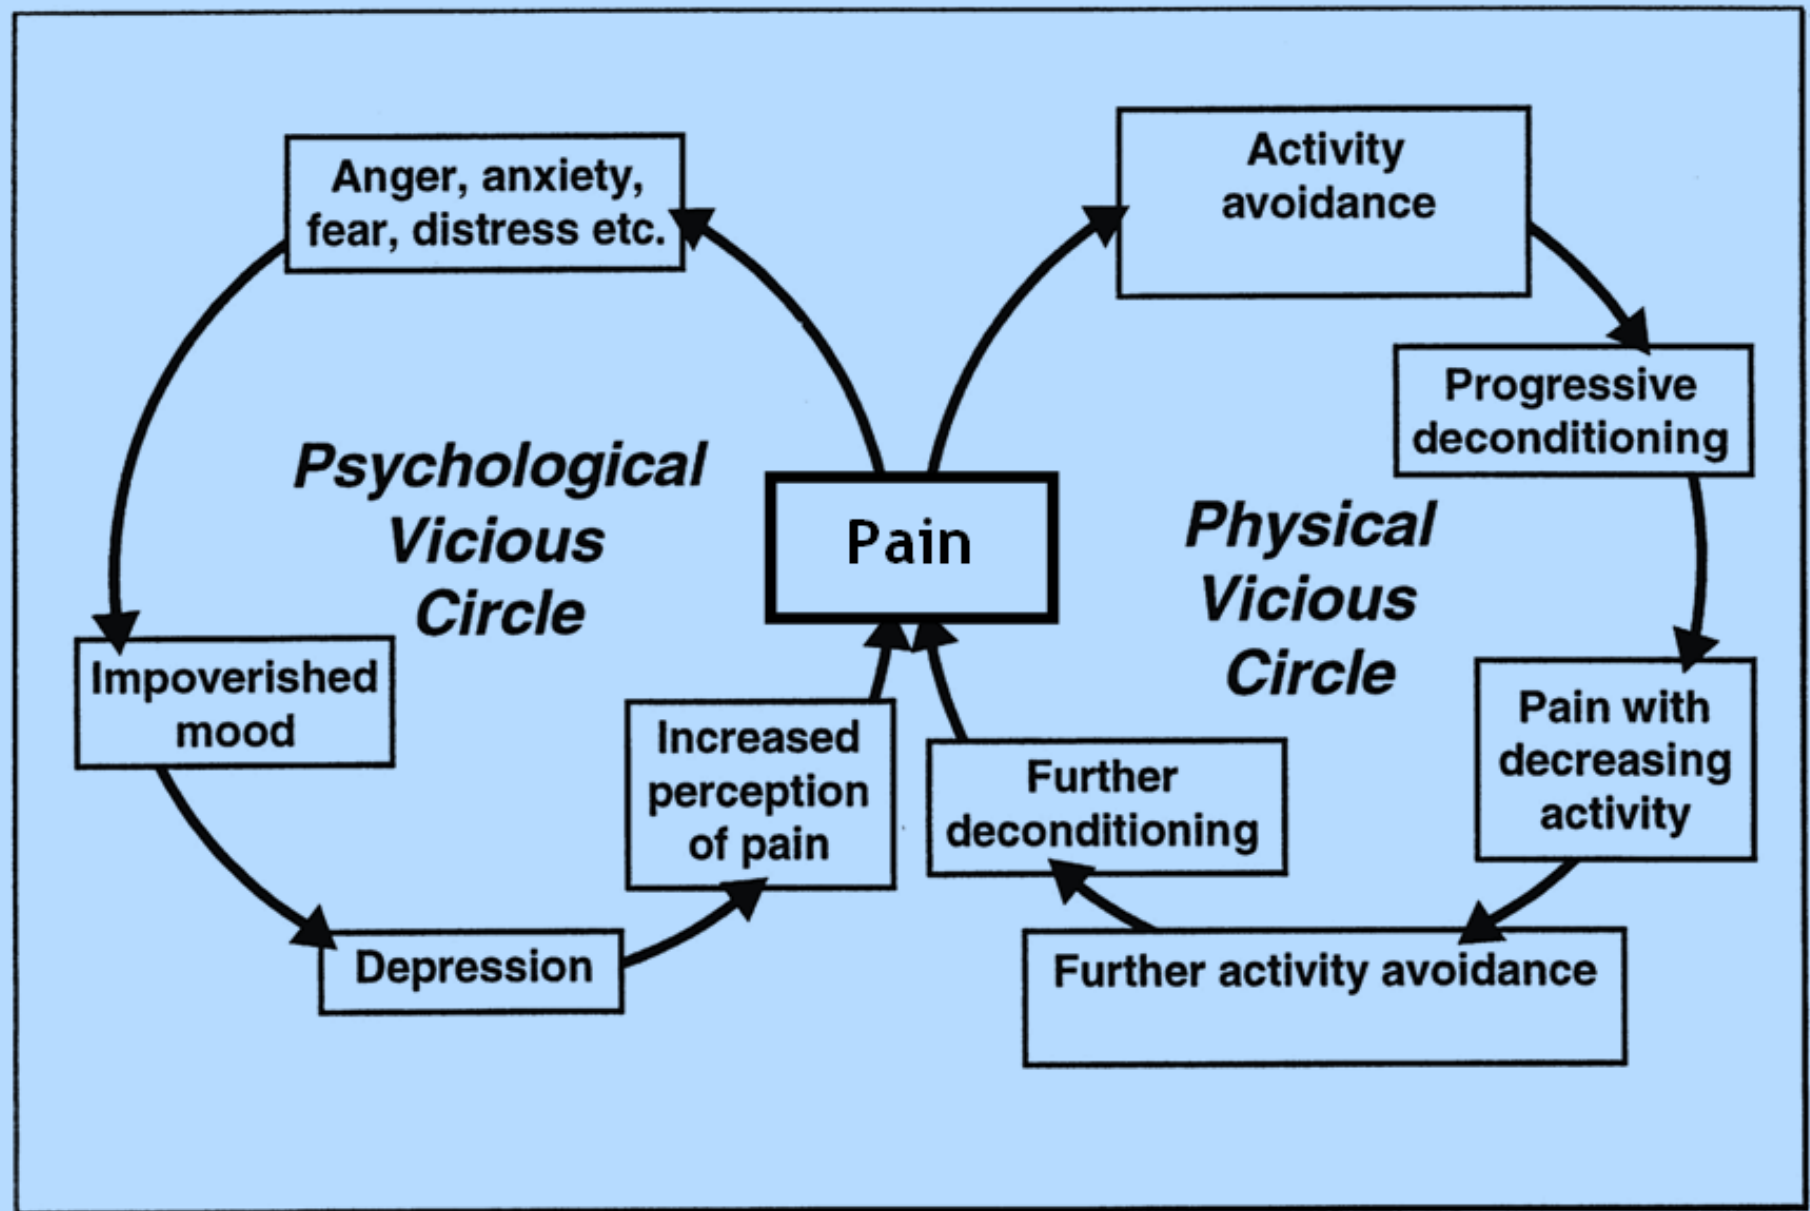 Anger, anxiety,
fear, distress etc.
Activity
avoidance
Progressive
deconditioning
Psychological
Vicious
Circle
Pain
Physical
Vicious
Circle
Impoverished
mood
Increased
perception
of pain
Further
deconditioning
Pain with
decreasing
activity
Depression
Further activity avoidance